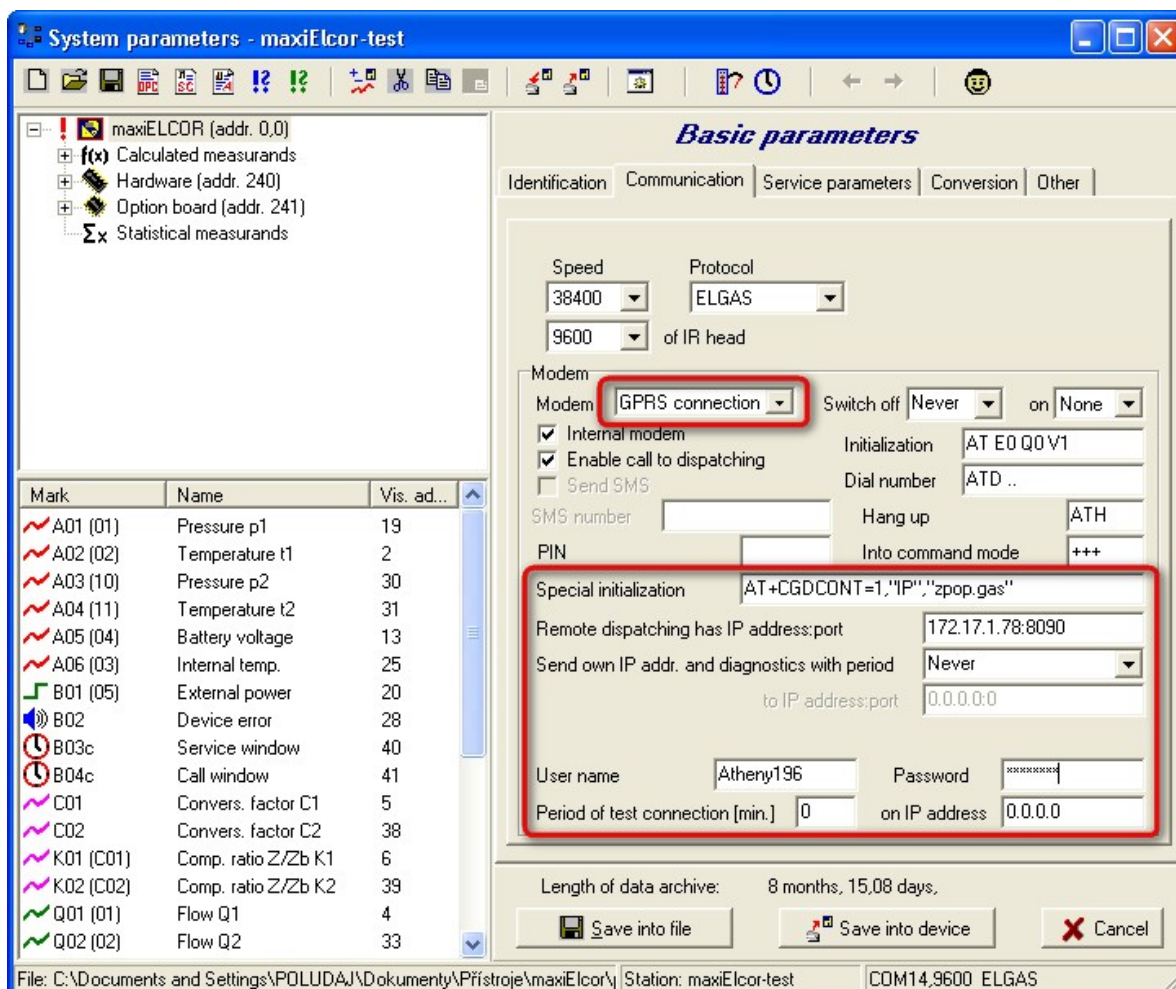 System parameters - maxiElcor-test
maxiELCOR (addr. 0,0)
f(x) Calculated measurands
Hardware (addr. 240)
Option board (addr. 241)
Σx Statistical measurands
Mark Name Vis. ad...
A01 (01) Pressure p1 19
A02 (02) Temperature t1 2
A03 (10) Pressure p2 30
A04 (11) Temperature t2 31
A05 (04) Battery voltage 13
A06 (03) Internal temp. 25
B01 (05) External power 20
B02 Device error 28
B03c Service window 40
B04c Call window 41
C01 Convers. factor C1 5
C02 Convers. factor C2 38
K01 (C01) Comp. ratio Z/Zb K1 6
K02 (C02) Comp. ratio Z/Zb K2 39
Q01 (01) Flow Q1 4
Q02 (02) Flow Q2 33
Basic parameters
Identification Communication Service parameters Conversion Other
Speed Protocol
38400 ELGAS
9600 of IR head
Modem
Modem GPRS connection Switch off Never on None
Internal modem
Initialization AT E0 Q0 V1
Enable call to dispatching
Dial number ATD ..
Send SMS
SMS number Hang up ATH
PIN Into command mode +++
Special initialization AT+CGDCONT=1,"IP","zpop.gas"
Remote dispatching has IP address:port 172.17.1.78:8090
Send own IP addr. and diagnostics with period Never
to IP address:port 0.0.0.0:0
User name Atheny196 Password ********
Period of test connection [min.] 0 on IP address 0.0.0.0
Length of data archive: 8 months, 15,08 days,
Save into file Save into device Cancel
File: C:\Documents and Settings\POLUDAJ\Dokumenty\Přístroje\maxiElcor\ Station: maxiElcor-test COM14,9600 ELGAS